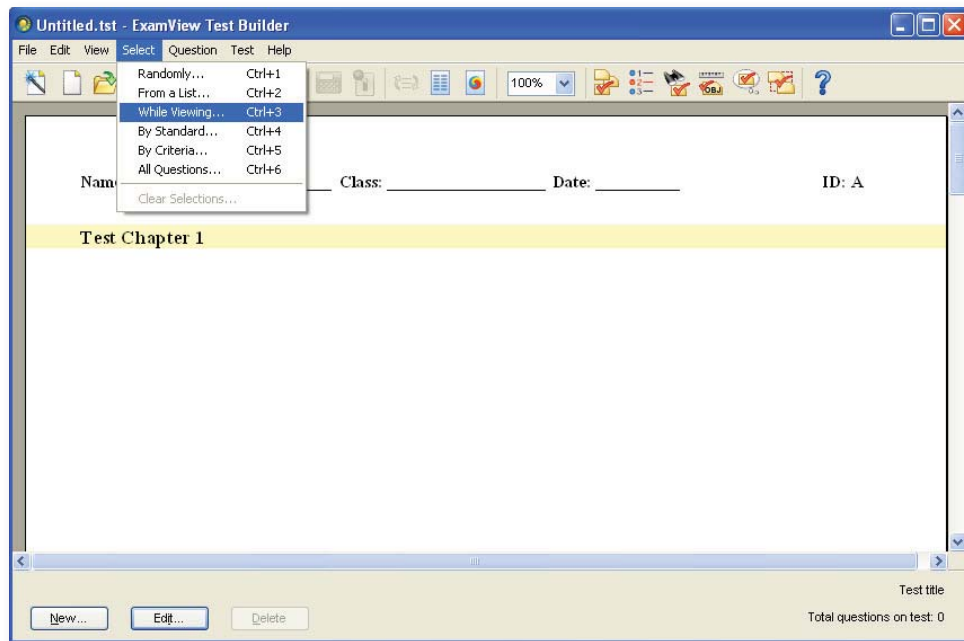 Untitled.tst - ExamView Test Builder
File Edit View Select Question Test Help
Randomly... Ctrl+1
From a List... Ctrl+2
While Viewing... Ctrl+3
By Standard... Ctrl+4
By Criteria... Ctrl+5
All Questions... Ctrl+6
Clear Selections...
100%
OBJ
Nam Class: Date: ID: A
Test Chapter 1
Test title
New... Edit... Delete Total questions on test: 0